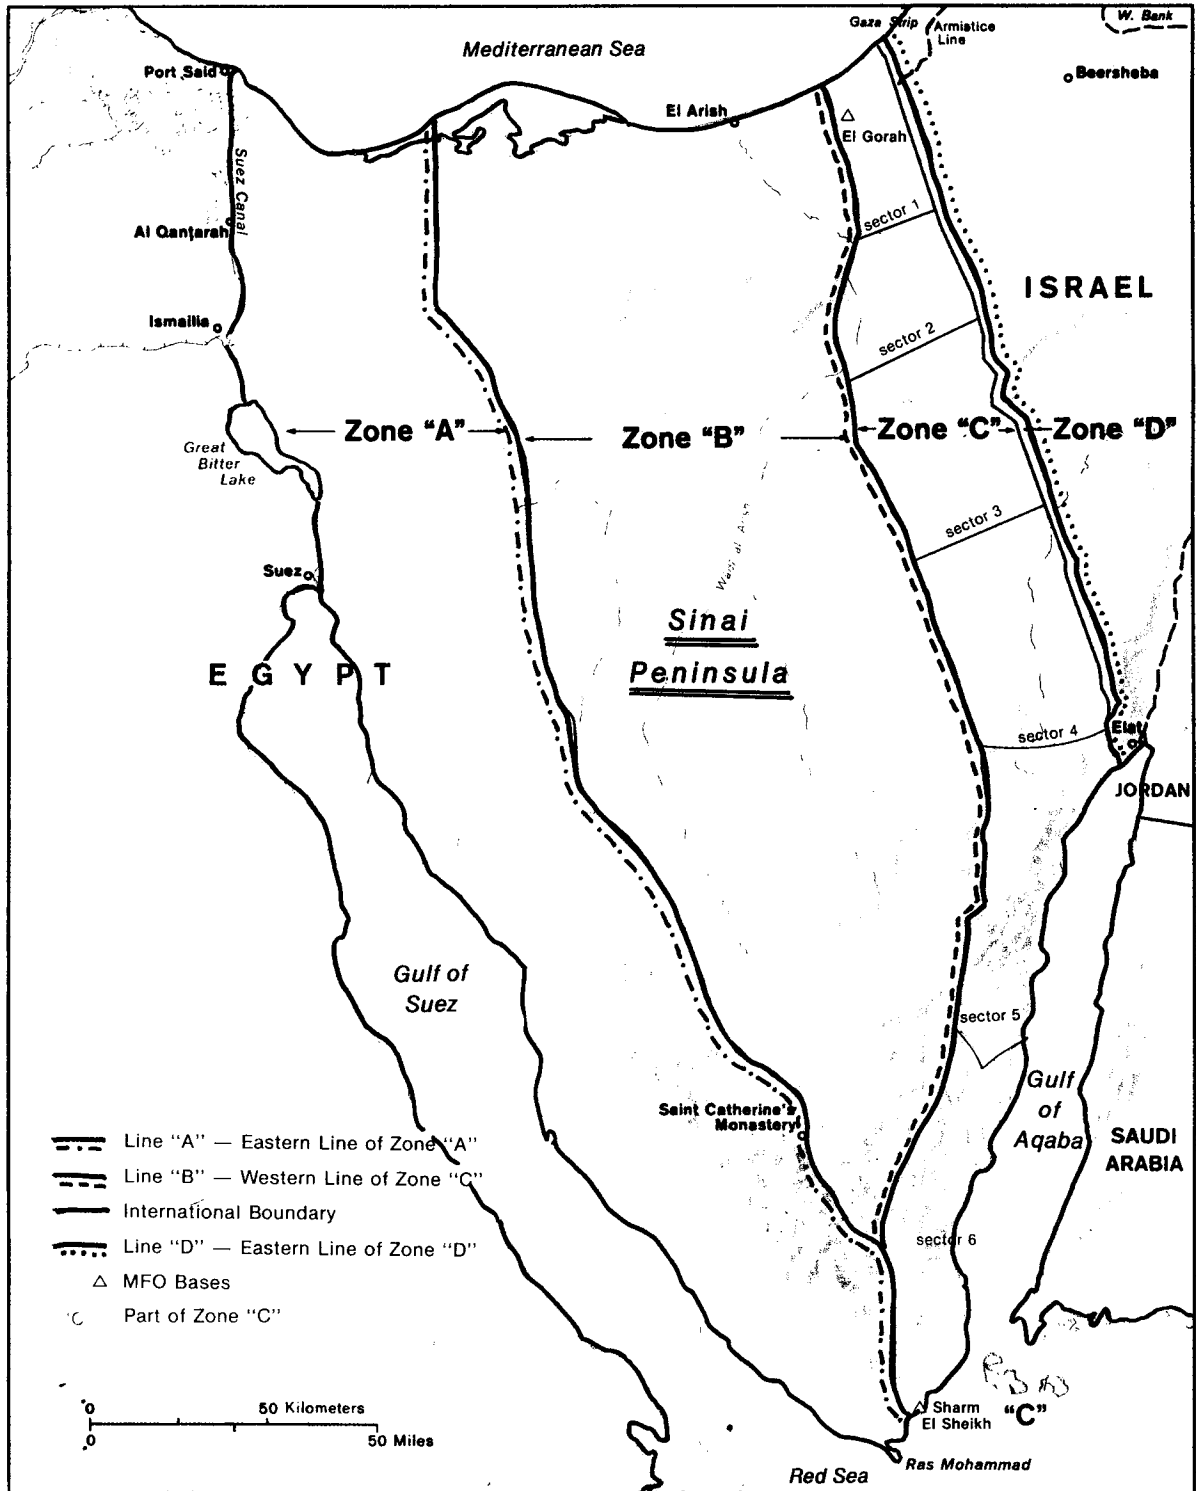 Gaza Strip
Armistice
Line
W. Bank
Mediterranean Sea
Port Said
Beersheba
El Arish
El Gorah
Suez Canal
Al Qanṭarah
sector 1
ISRAEL
Ismailia
sector 2
Zone "A"
Zone "B"
Zone "C"
Zone "D"
Great
Bitter
Lake
sector 3
Wadi al Arish
Suez
Sinai
Peninsula
EGYPT
sector 4
Elat
JORDAN
Gulf of
Suez
sector 5
Gulf
of
Aqaba
Saint Catherine's
Monastery
SAUDI
ARABIA
Line "A" — Eastern Line of Zone "A"
Line "B" — Western Line of Zone "C"
International Boundary
Line "D" — Eastern Line of Zone "D"
MFO Bases
"C" Part of Zone "C"
sector 6
0 50 Kilometers
0 50 Miles
Sharm
El Sheikh
"C"
Ras Mohammad
Red Sea